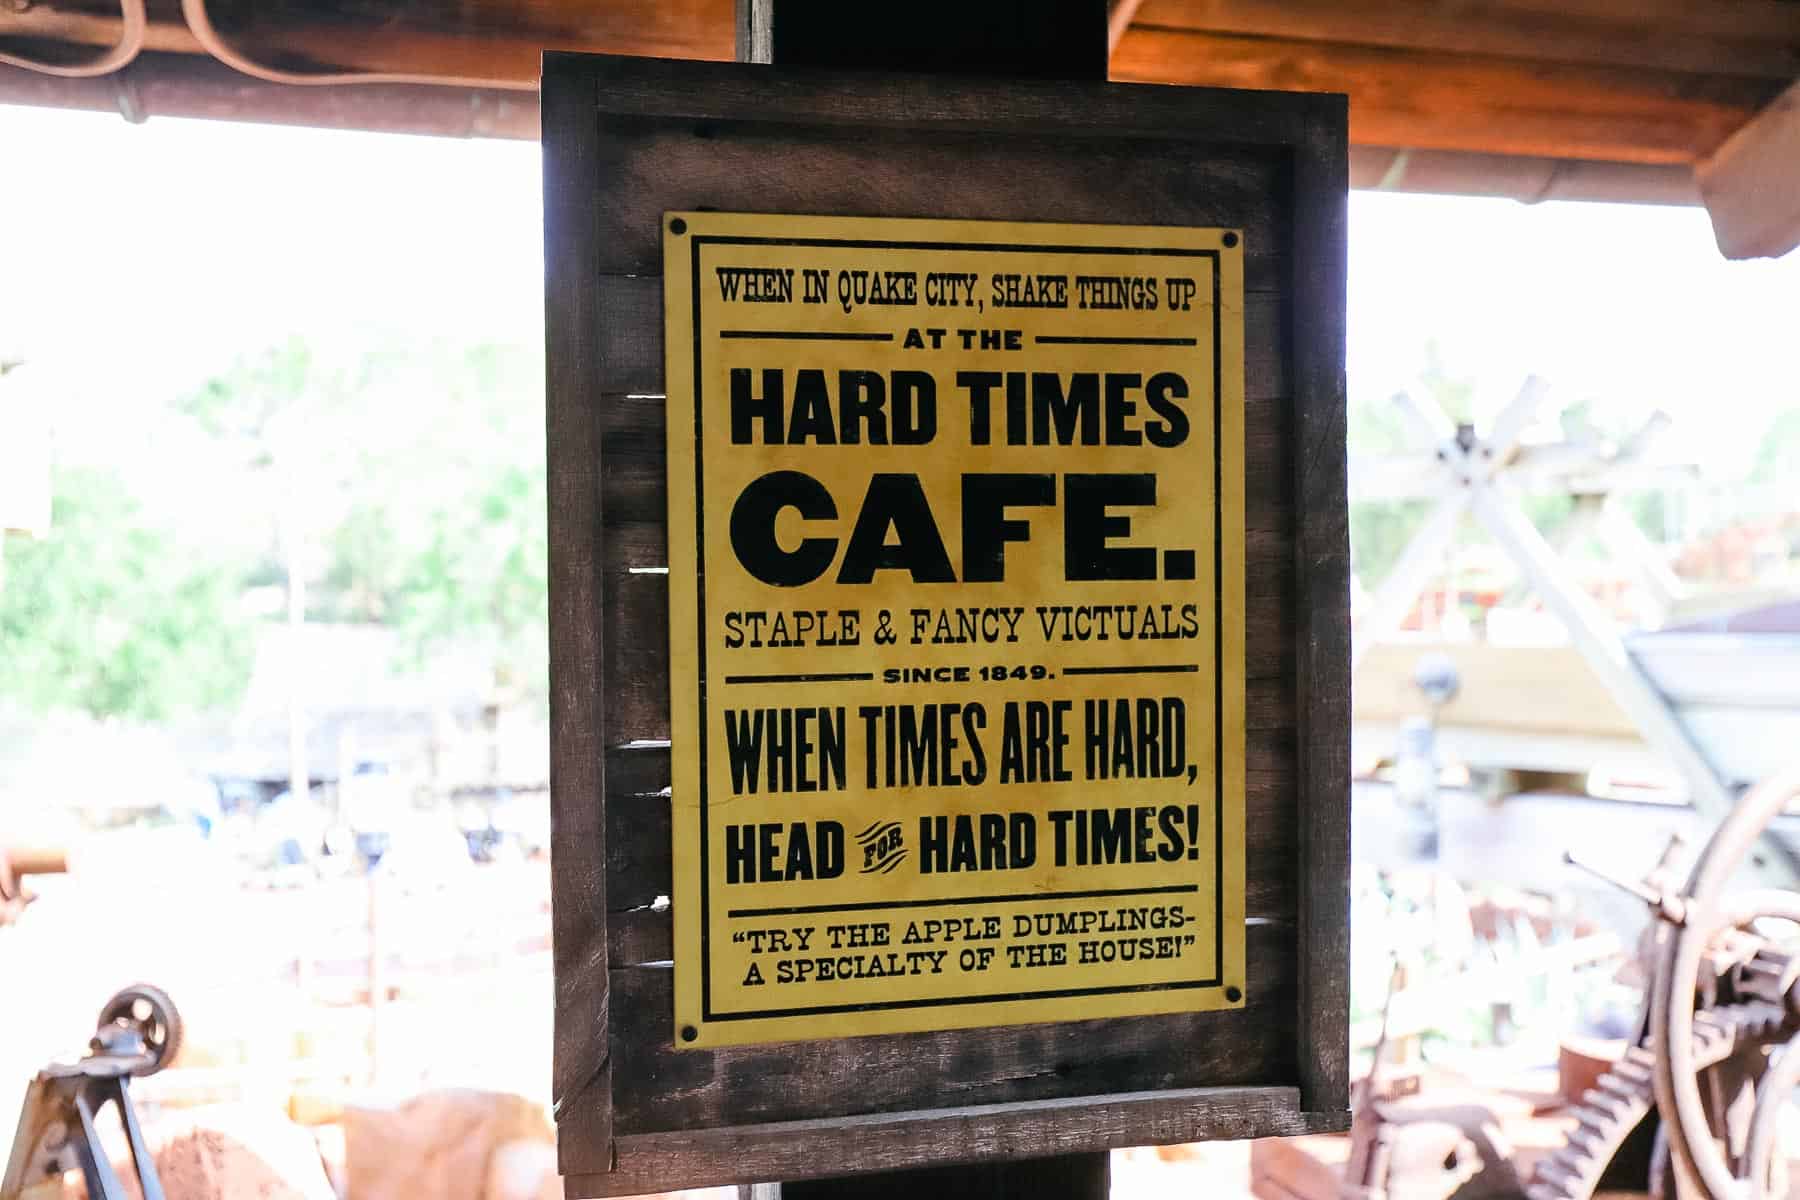 WHEN IN QUAKE CITY, SHAKE THINGS UP
AT THE
HARD TIMES
CAFE.
STAPLE & FANCY VICTUALS
SINCE 1849.
WHEN TIMES ARE HARD,
HEAD FOR HARD TIMES!
“TRY THE APPLE DUMPLINGS-
A SPECIALTY OF THE HOUSE!”